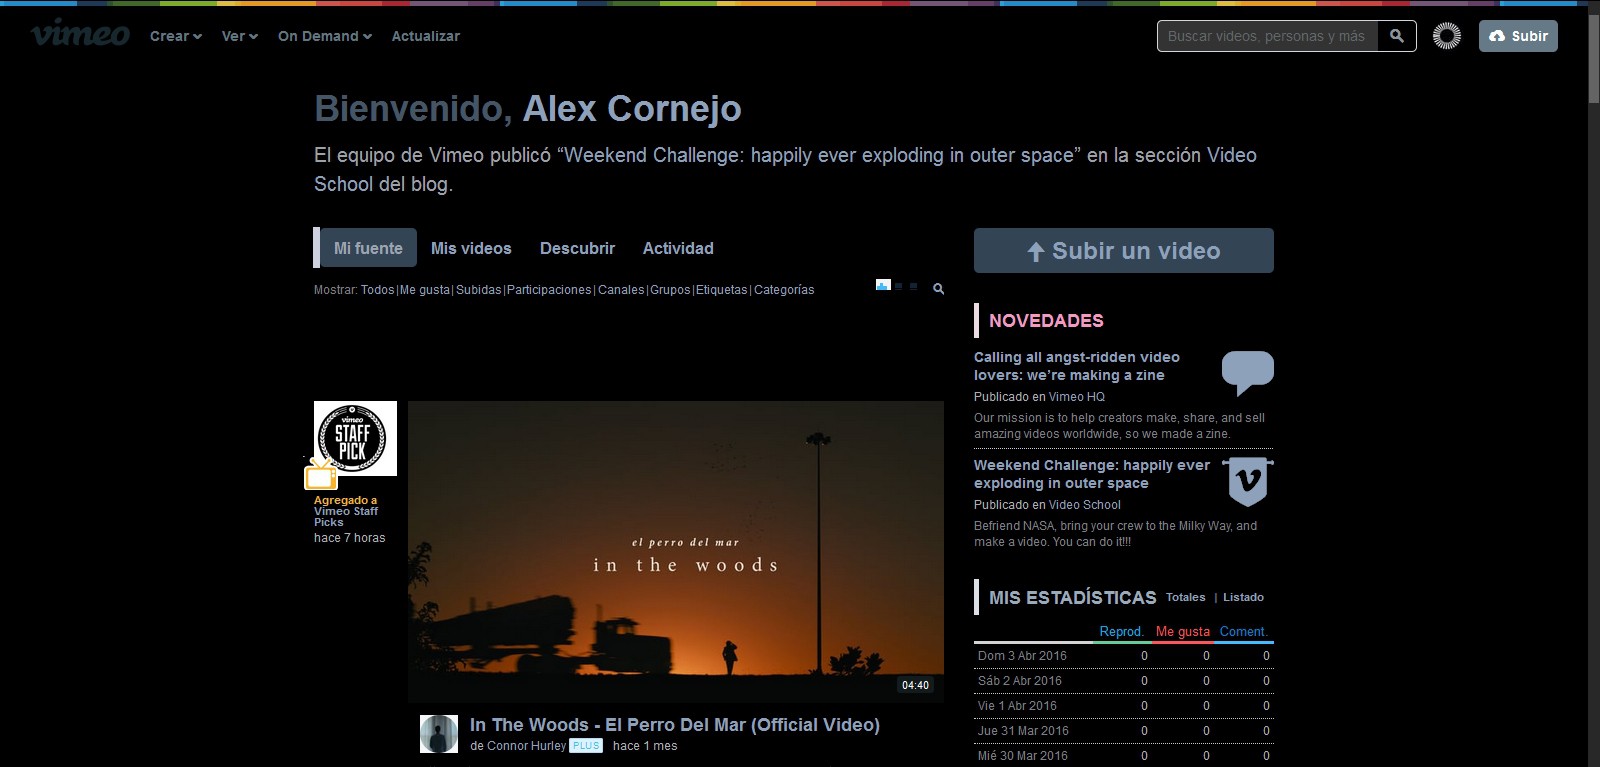 vimeo Crear Ver On Demand Actualizar Buscar videos, personas y más Subir
Bienvenido, Alex Cornejo
El equipo de Vimeo publicó “Weekend Challenge: happily ever exploding in outer space” en la sección Video
School del blog.
Mi fuente Mis videos Descubrir Actividad
Mostrar: Todos|Me gusta|Subidas|Participaciones|Canales|Grupos|Etiquetas|Categorías
vimeo
STAFF
PICK
Agregado a
Vimeo Staff
Picks
hace 7 horas
el perro del mar
in the woods
04:40
In The Woods - El Perro Del Mar (Official Video)
de Connor Hurley PLUS hace 1 mes
Subir un video
NOVEDADES
Calling all angst-ridden video
lovers: we’re making a zine
Publicado en Vimeo HQ
Our mission is to help creators make, share, and sell
amazing videos worldwide, so we made a zine.
Weekend Challenge: happily ever
exploding in outer space
Publicado en Video School
Befriend NASA, bring your crew to the Milky Way, and
make a video. You can do it!!!
MIS ESTADÍSTICAS Totales | Listado
Reprod. Me gusta Coment.
Dom 3 Abr 2016 0 0 0
Sáb 2 Abr 2016 0 0 0
Vie 1 Abr 2016 0 0 0
Jue 31 Mar 2016 0 0 0
Mié 30 Mar 2016 0 0 0